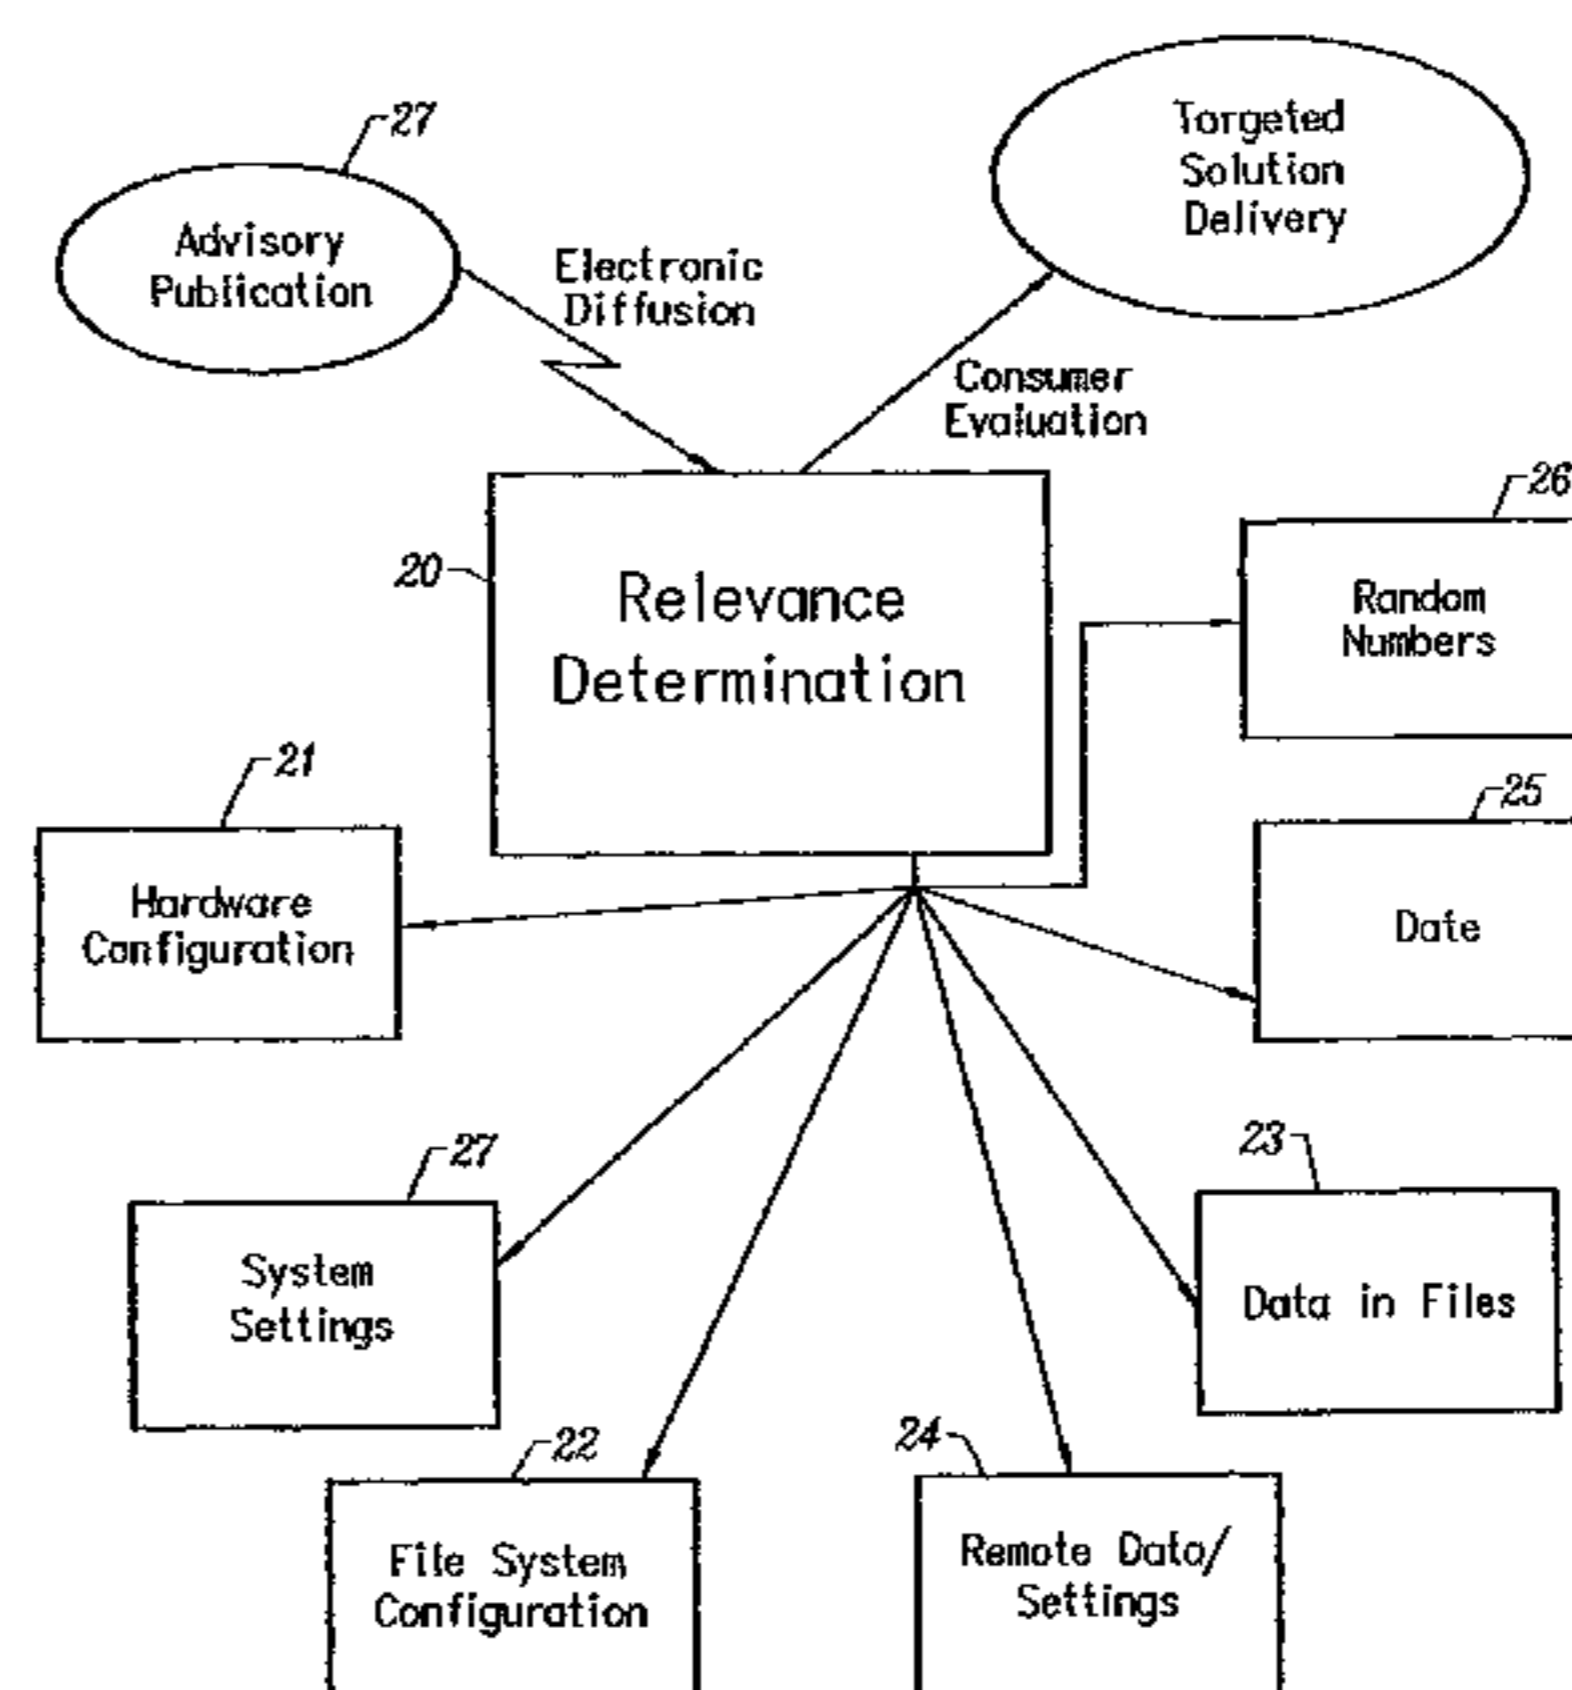 27
Advisory
Publication
Electronic
Diffusion
Targeted
Solution
Delivery
Consumer
Evaluation
20
Relevance
Determination
26
Random
Numbers
21
Hardware
Configuration
25
Date
27
System
Settings
23
Data in Files
22
File System
Configuration
24
Remote Data/
Settings